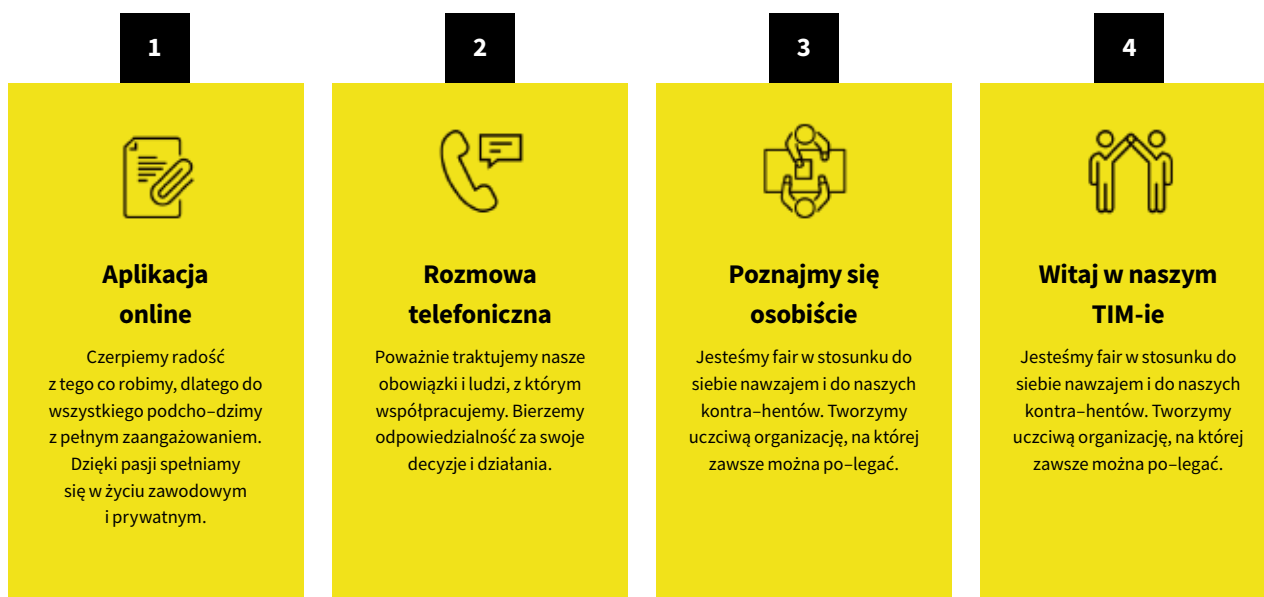 1
Aplikacja
online
Czerpiemy radość
z tego co robimy, dlatego do
wszystkiego podcho–dzimy
z pełnym zaangażowaniem.
Dzięki pasji spełniamy
się w życiu zawodowym
i prywatnym.
2
Rozmowa
telefoniczna
Poważnie traktujemy nasze
obowiązki i ludzi, z którym
współpracujemy. Bierzemy
odpowiedzialność za swoje
decyzje i działania.
3
Poznajmy się
osobiście
Jesteśmy fair w stosunku do
siebie nawzajem i do naszych
kontra–hentów. Tworzymy
uczciwą organizację, na której
zawsze można po–legać.
4
Witaj w naszym
TIM-ie
Jesteśmy fair w stosunku do
siebie nawzajem i do naszych
kontra–hentów. Tworzymy
uczciwą organizację, na której
zawsze można po–legać.